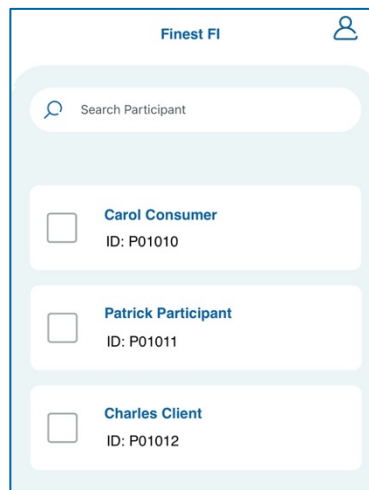 Finest FI
Search Participant
Carol Consumer
ID: P01010
Patrick Participant
ID: P01011
Charles Client
ID: P01012